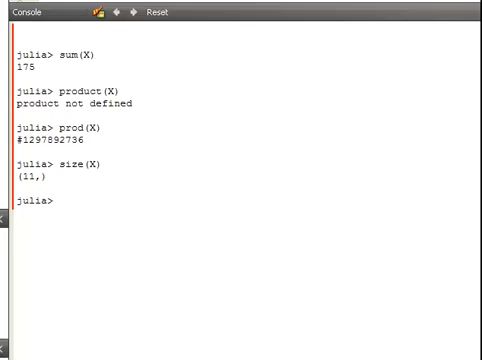 Console Reset
julia> sum(X)
175
julia> product(X)
product not defined
julia> prod(X)
#1297892736
julia> size(X)
(11,)
julia>